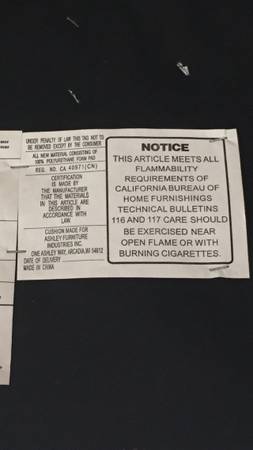 UNDER PENALTY OF LAW THIS TAG NOT TO
BE REMOVED EXCEPT BY THE CONSUMER
ALL NEW MATERIAL CONSISTING OF
100% POLYURETHANE FOAM PAD
REG. NO. CA 40971(CN)
CERTIFICATION
IS MADE BY
THE MANUFACTURER
THAT THE MATERIALS
IN THIS ARTICLE ARE
DESCRIBED IN
ACCORDANCE WITH
LAW.
CUSHION MADE FOR
ASHLEY FURNITURE
INDUSTRIES INC.
ONE ASHLEY WAY, ARCADIA, WI 54612
DATE OF DELIVERY
MADE IN CHINA
NOTICE
THIS ARTICLE MEETS ALL
FLAMMABILITY
REQUIREMENTS OF
CALIFORNIA BUREAU OF
HOME FURNISHINGS
TECHNICAL BULLETINS
116 AND 117 CARE SHOULD
BE EXERCISED NEAR
OPEN FLAME OR WITH
BURNING CIGARETTES.